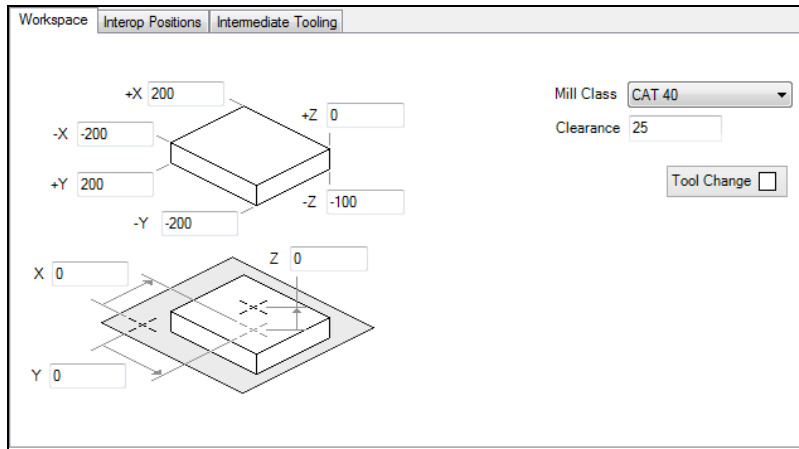 Workspace Interop Positions Intermediate Tooling
+X 200
+Z 0
-X -200
+Y 200
-Z -100
-Y -200
Mill Class CAT 40
Clearance 25
Tool Change
Z 0
X 0
Y 0